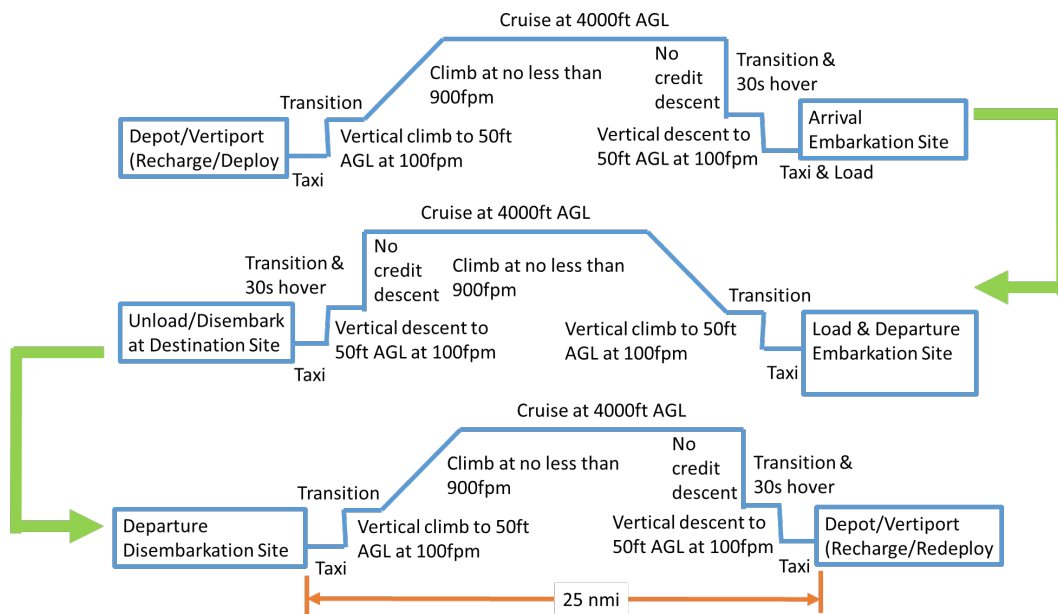 Cruise at 4000ft AGL
Climb at no less than
900fpm
No
credit
descent
Transition &
30s hover
Transition
Depot/Vertiport
(Recharge/Deploy
Vertical climb to 50ft
AGL at 100fpm
Taxi
Vertical descent to
50ft AGL at 100fpm
Arrival
Embarkation Site
Taxi & Load
Cruise at 4000ft AGL
Transition &
30s hover
No
credit
descent
Climb at no less than
900fpm
Transition
Unload/Disembark
at Destination Site
Vertical descent to
50ft AGL at 100fpm
Taxi
Vertical climb to 50ft
AGL at 100fpm
Load & Departure
Embarkation Site
Taxi
Cruise at 4000ft AGL
Climb at no less than
900fpm
No
credit
descent
Transition &
30s hover
Transition
Departure
Disembarkation Site
Vertical climb to 50ft
AGL at 100fpm
Taxi
Vertical descent to
50ft AGL at 100fpm
Depot/Vertiport
(Recharge/Redeploy
Taxi
25 nmi